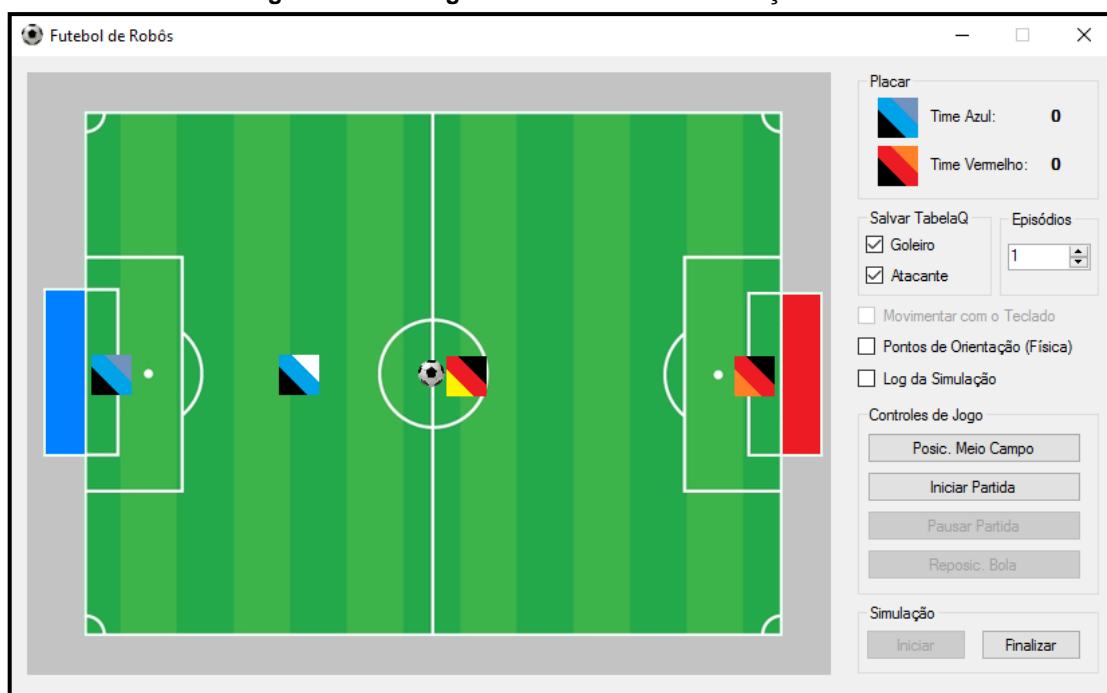 Futebol de Robôs
Placar
Time Azul: 0
Time Vermelho: 0
Salvar TabelaQ
Goleiro
Atacante
Episódios
1
Movimentar com o Teclado
Pontos de Orientação (Física)
Log da Simulação
Controles de Jogo
Posic. Meio Campo
Iniciar Partida
Pausar Partida
Reposic. Bola
Simulação
Iniciar Finalizar